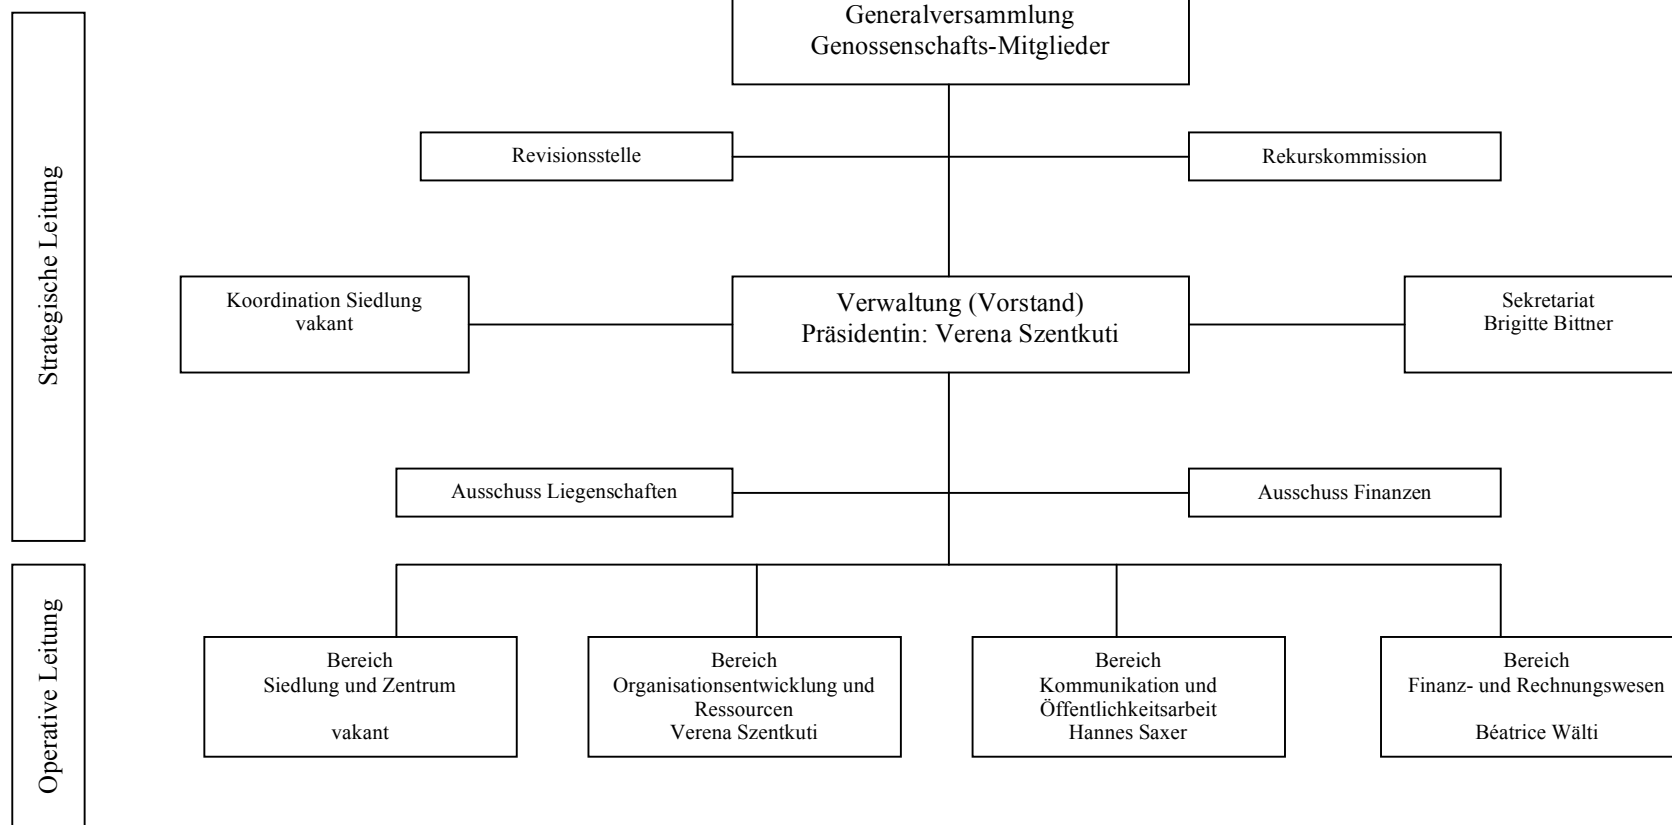 Generalversammlung
Genossenschafts-Mitglieder
Strategische Leitung
Revisionsstelle
Rekurskommission
Koordination Siedlung
vakant
Verwaltung (Vorstand)
Präsidentin: Verena Szentkuti
Sekretariat
Brigitte Bittner
Ausschuss Liegenschaften
Ausschuss Finanzen
Operative Leitung
Bereich
Siedlung und Zentrum
vakant
Bereich
Organisationsentwicklung und
Ressourcen
Verena Szentkuti
Bereich
Kommunikation und
Öffentlichkeitsarbeit
Hannes Saxer
Bereich
Finanz- und Rechnungswesen
Béatrice Wälti